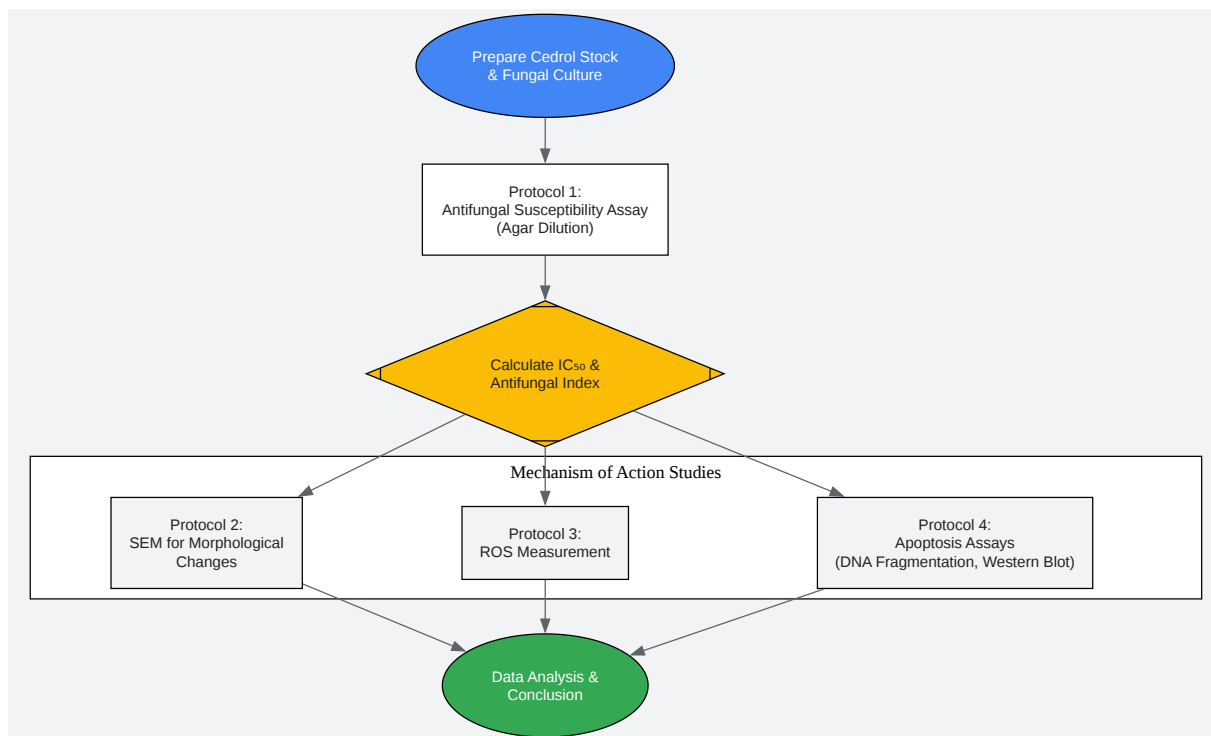 Prepare Cedrol Stock
& Fungal Culture
Protocol 1:
Antifungal Susceptibility Assay
(Agar Dilution)
Calculate IC₅₀ &
Antifungal Index
Mechanism of Action Studies
Protocol 2:
SEM for Morphological
Changes
Protocol 3:
ROS Measurement
Protocol 4:
Apoptosis Assays
(DNA Fragmentation, Western Blot)
Data Analysis &
Conclusion